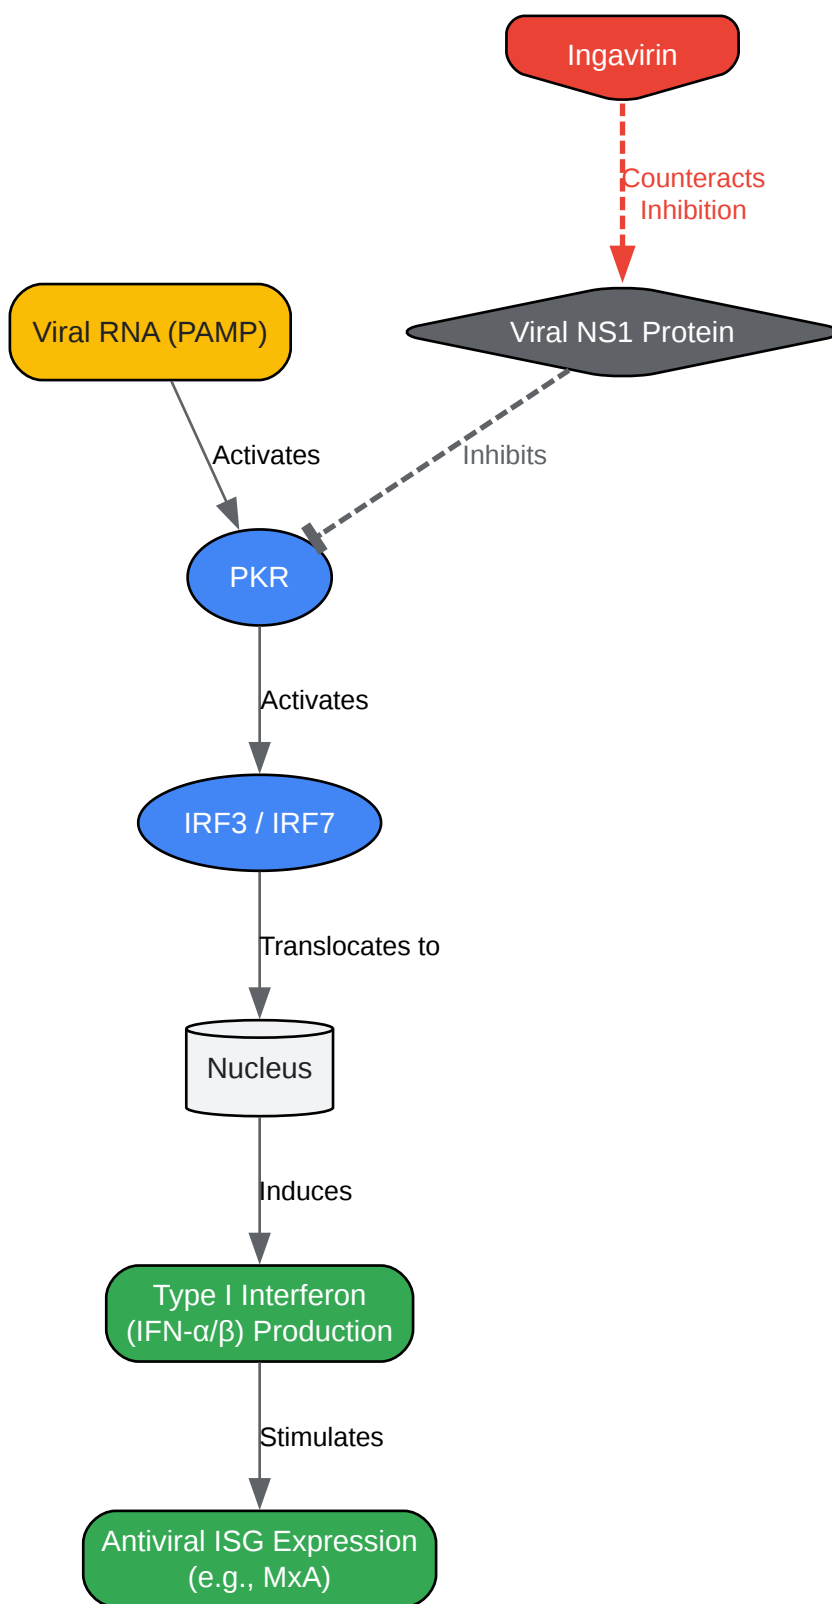 Ingavirin
Counteracts
Inhibition
Viral RNA (PAMP)
Viral NS1 Protein
Activates
Inhibits
PKR
Activates
IRF3 / IRF7
Translocates to
Nucleus
Induces
Type I Interferon
(IFN-α/β) Production
Stimulates
Antiviral ISG Expression
(e.g., MxA)